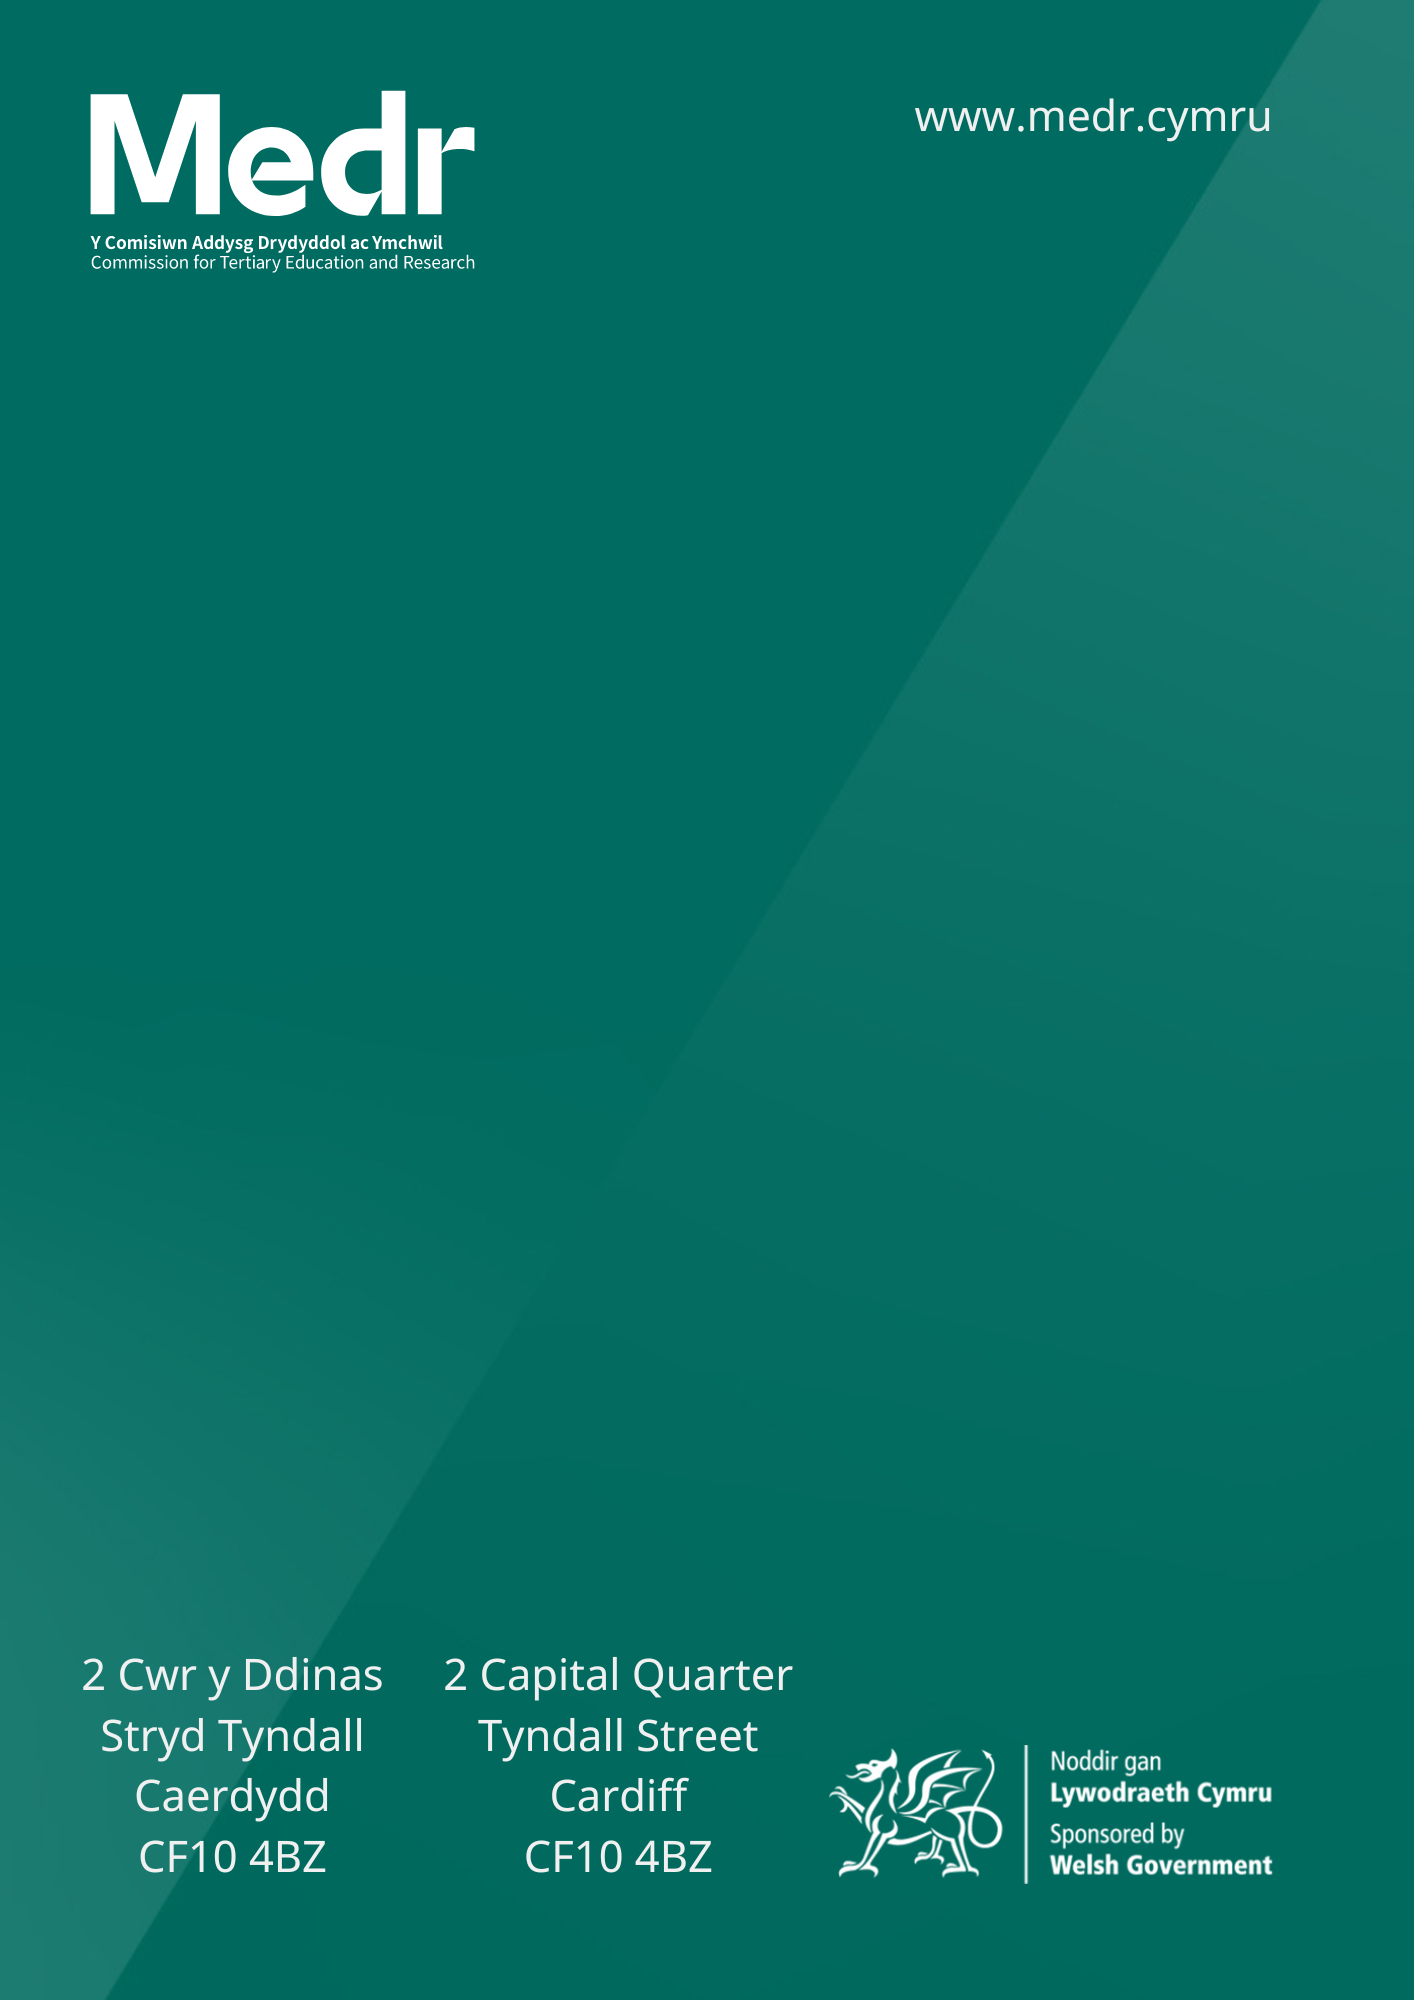 Medr
Y Comisiwn Addysg Drydyddol ac Ymchwil
Commission for Tertiary Education and Research
www.medr.cymru
2 Cwr y Ddinas
Stryd Tyndall
Caerdydd
CF10 4BZ
2 Capital Quarter
Tyndall Street
Cardiff
CF10 4BZ
Noddir gan
Lywodraeth Cymru
Sponsored by
Welsh Government